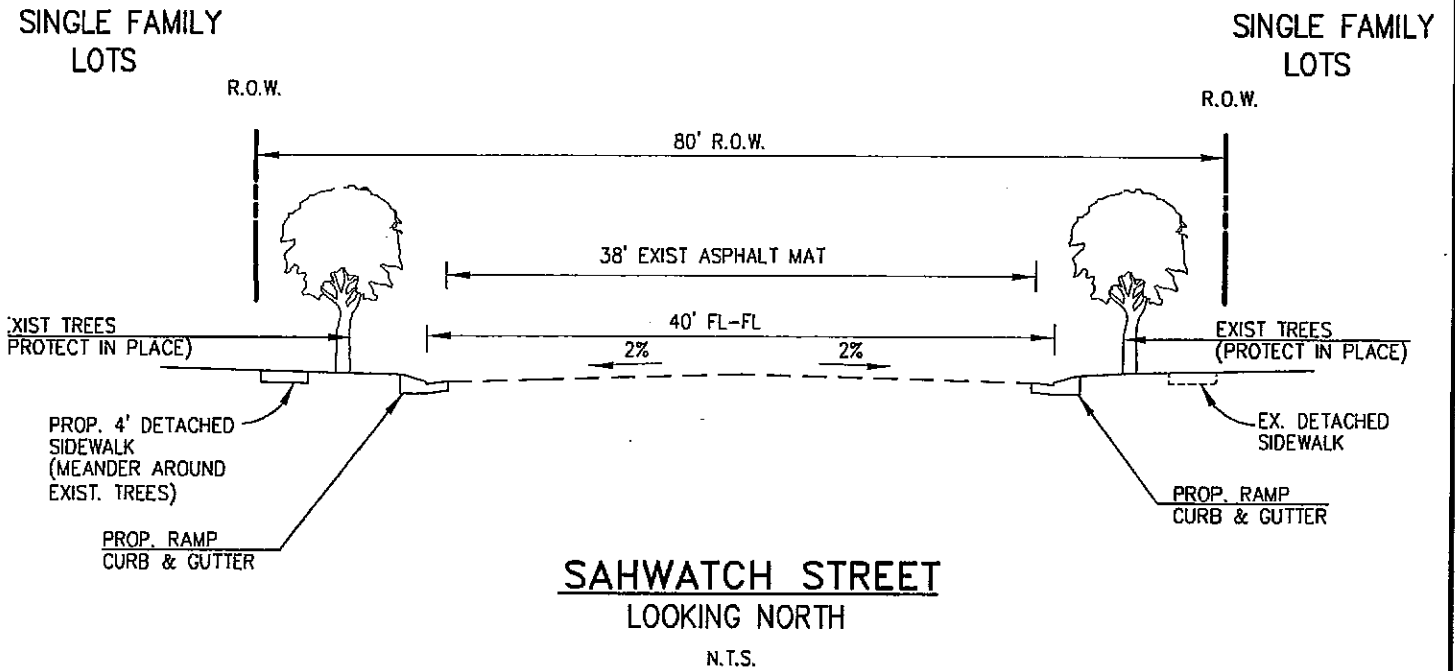 SINGLE FAMILY
LOTS
SINGLE FAMILY
LOTS
R.O.W.
R.O.W.
80' R.O.W.
38' EXIST ASPHALT MAT
40' FL-FL
2%
2%
XIST TREES
PROTECT IN PLACE)
EXIST TREES
(PROTECT IN PLACE)
PROP. 4' DETACHED
SIDEWALK
(MEANDER AROUND
EXIST. TREES)
EX. DETACHED
SIDEWALK
PROP. RAMP
CURB & GUTTER
PROP. RAMP
CURB & GUTTER
SAHWATCH STREET
LOOKING NORTH
N.T.S.